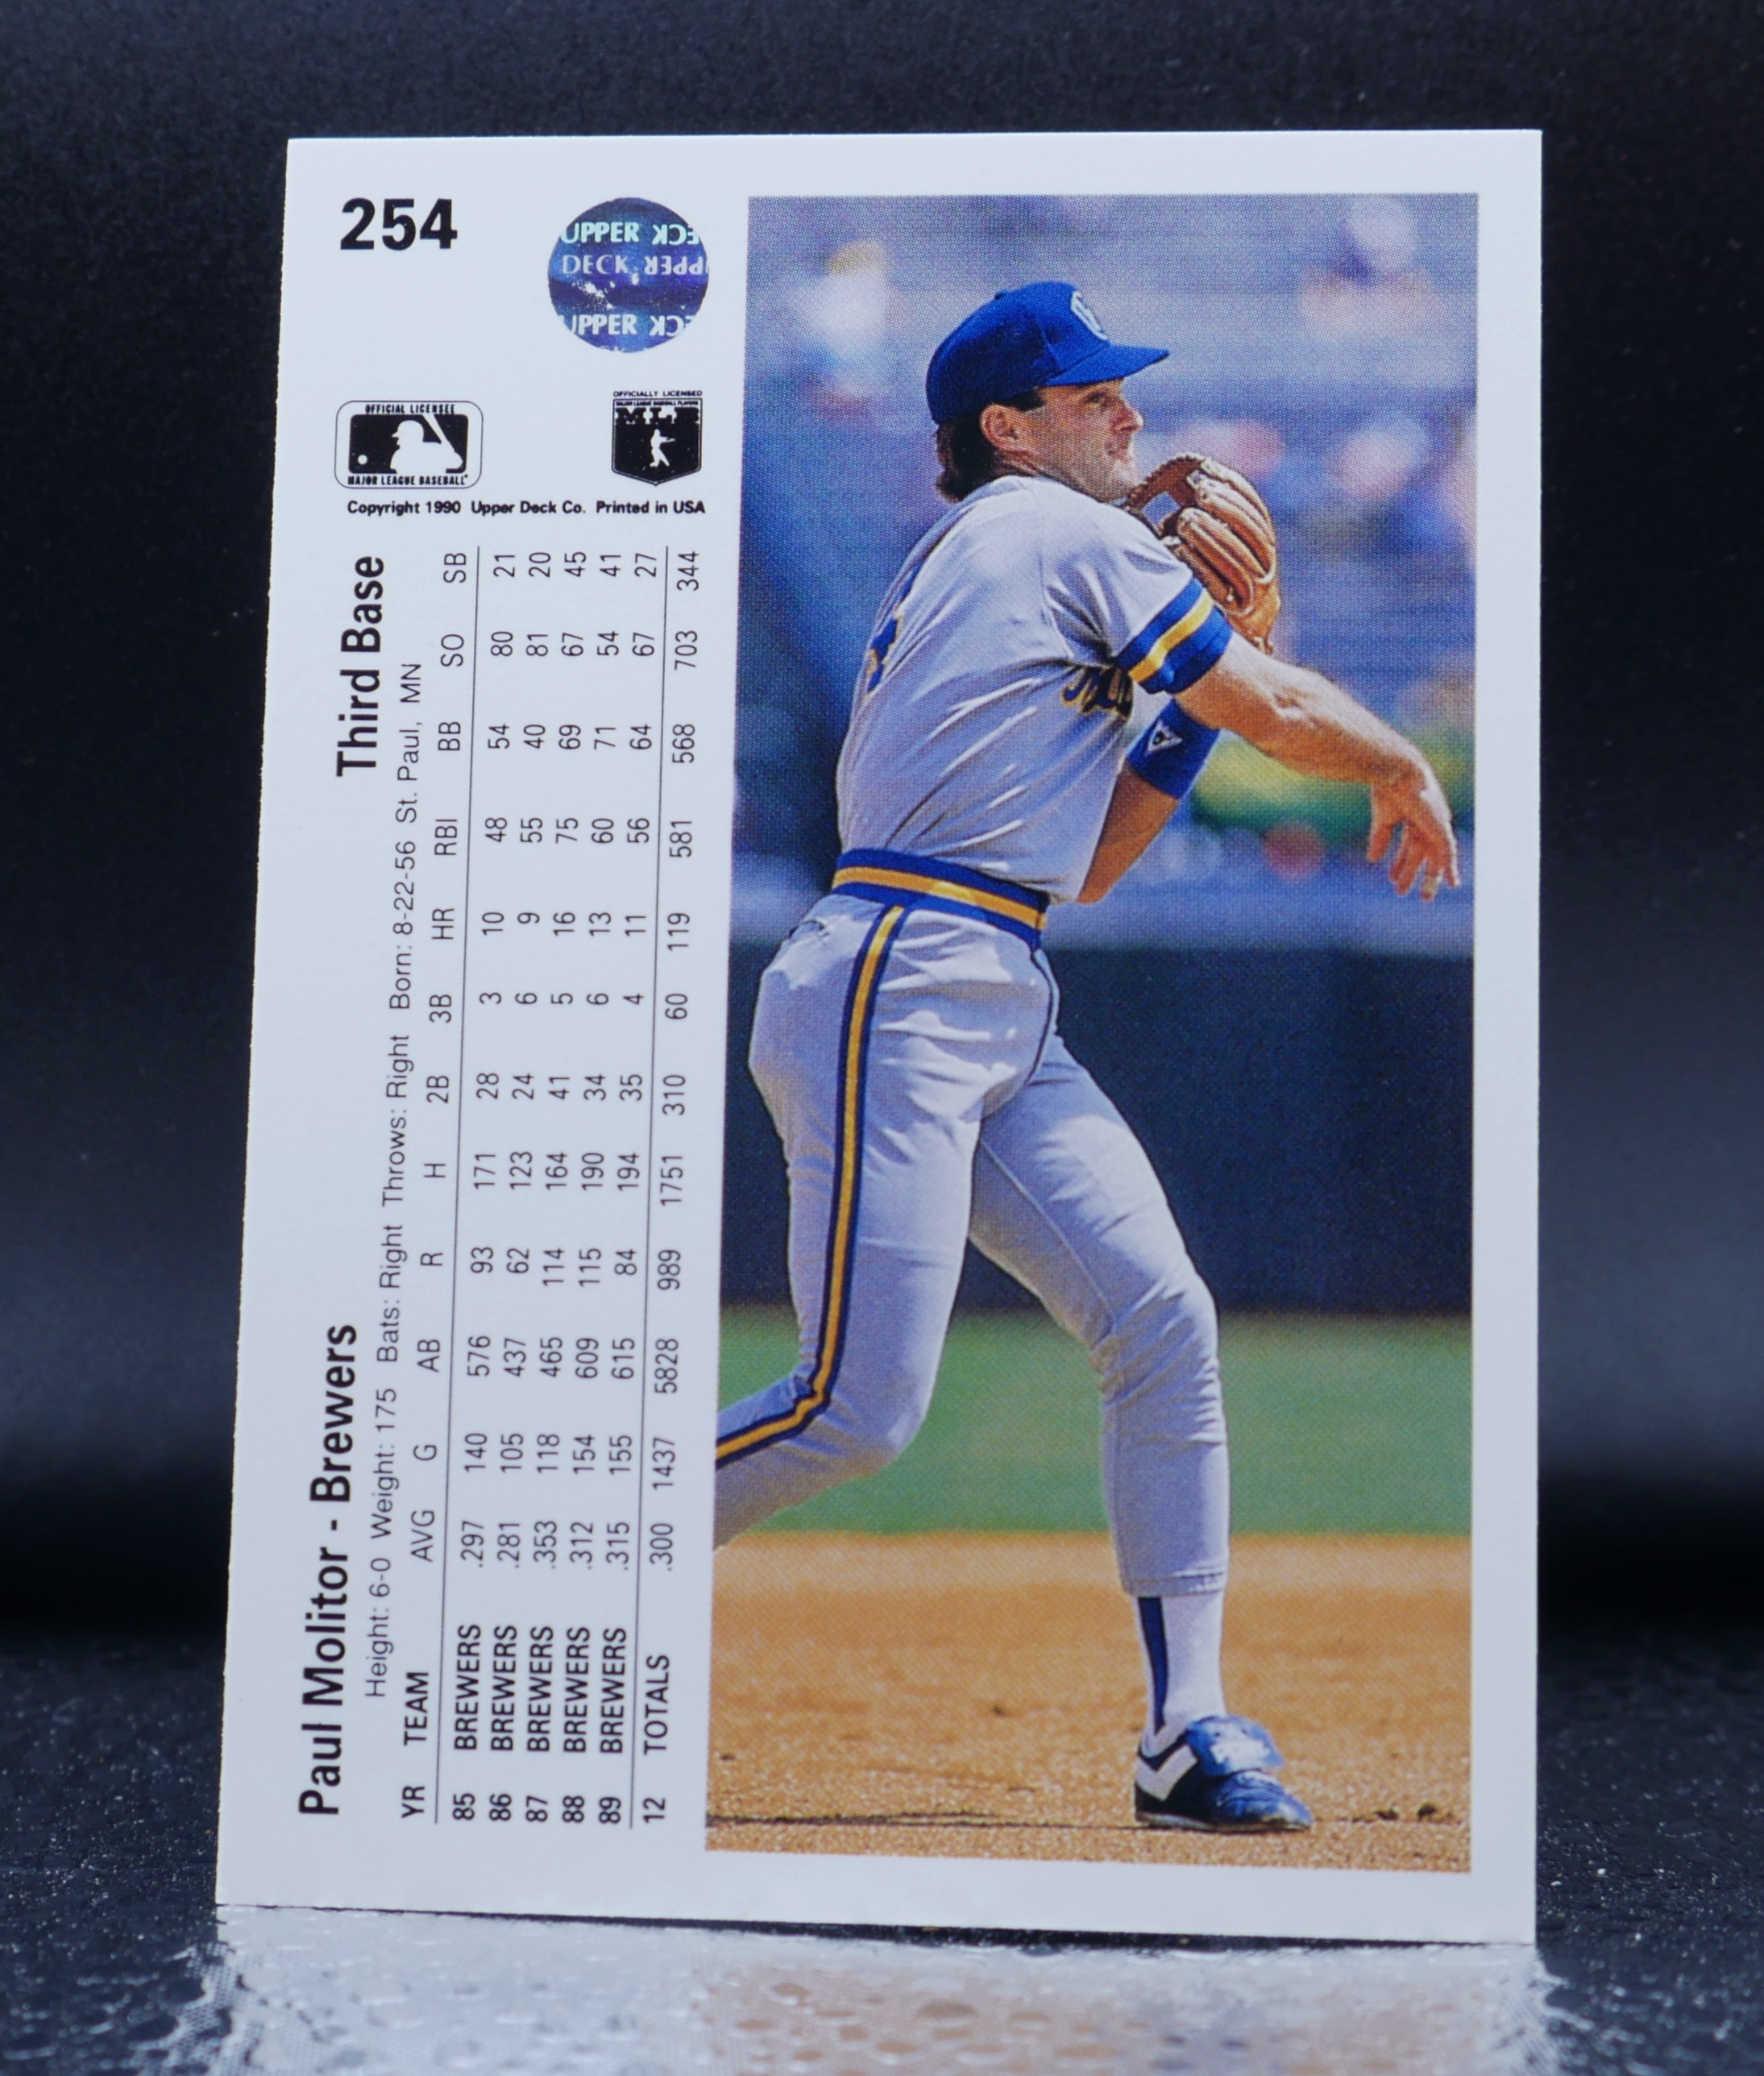 254
UPPER DECK
DECK UPPER
UPPER DECK
OFFICIAL LICENSEE
MAJOR LEAGUE BASEBALL
OFFICIALLY LICENSED
MAJOR LEAGUE BASEBALL PLAYERS
MLB
Copyright 1990 Upper Deck Co. Printed in USA
Paul Molitor - Brewers Third Base
Height: 6-0 Weight: 175 Bats: Right Throws: Right Born: 8-22-56 St. Paul, MN
YR TEAM AVG G AB R H 2B 3B HR RBI BB SO SB
85 BREWERS .297 140 576 93 171 28 3 10 48 54 80 21
86 BREWERS .281 105 437 62 123 24 6 9 55 40 81 20
87 BREWERS .353 118 465 114 164 41 5 16 75 69 67 45
88 BREWERS .312 154 609 115 190 34 6 13 60 71 54 41
89 BREWERS .315 155 615 84 194 35 4 11 56 64 67 27
12 TOTALS .300 1437 5828 989 1751 310 60 119 581 568 703 344